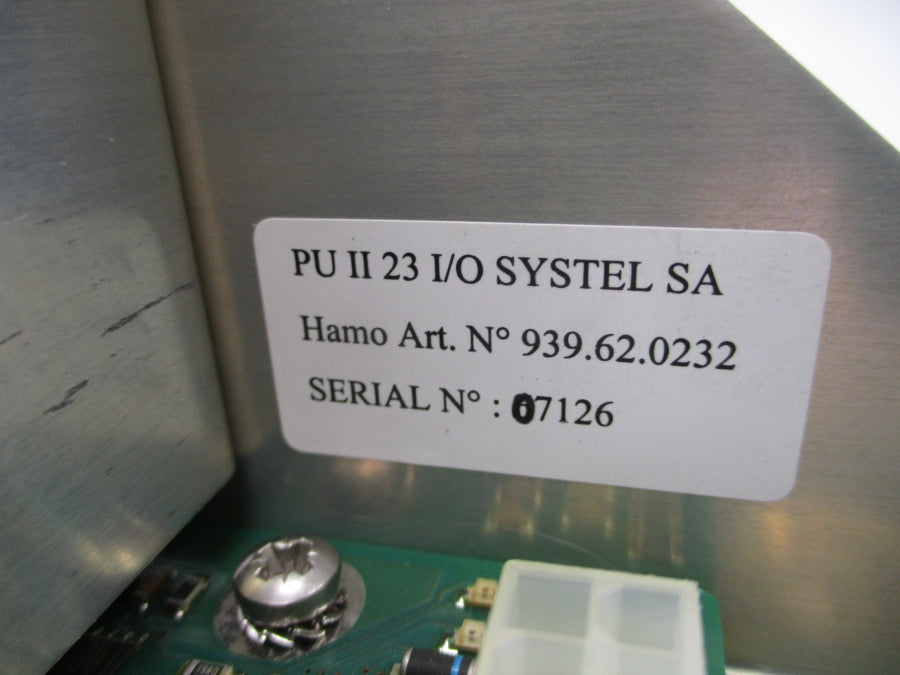 PU II 23 I/O SYSTEL SA
Hamo Art. N° 939.62.0232
SERIAL N° : 07126